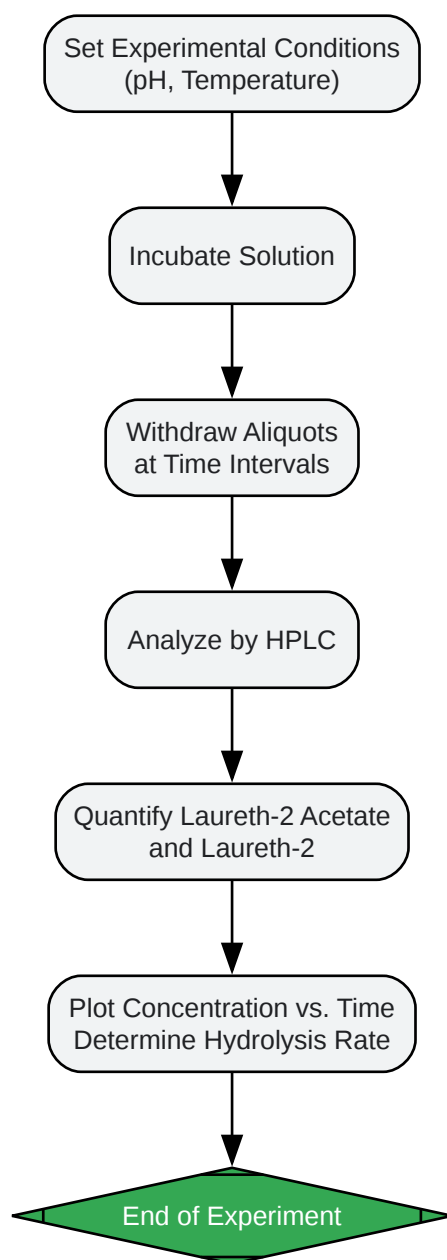 Set Experimental Conditions
(pH, Temperature)
Incubate Solution
Withdraw Aliquots
at Time Intervals
Analyze by HPLC
Quantify Laureth-2 Acetate
and Laureth-2
Plot Concentration vs. Time
Determine Hydrolysis Rate
End of Experiment